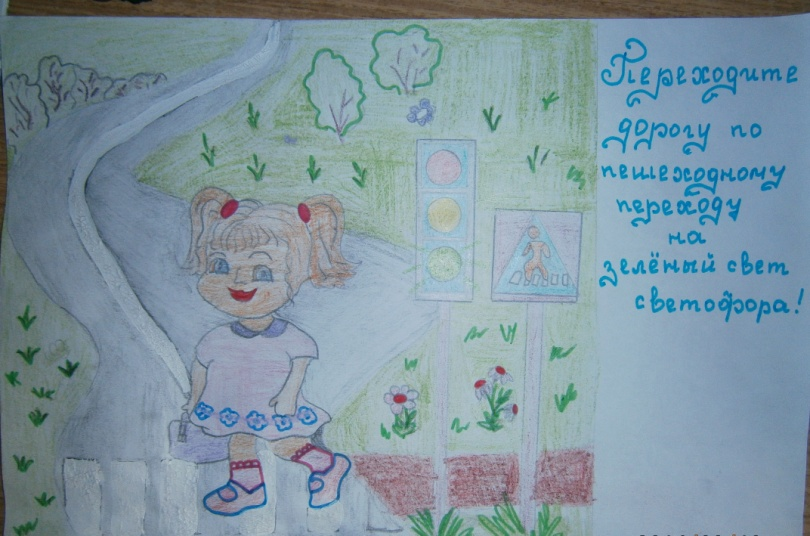 Переходите
дорогу по
пешеходному
переходу
на
зелёный свет
светофора!